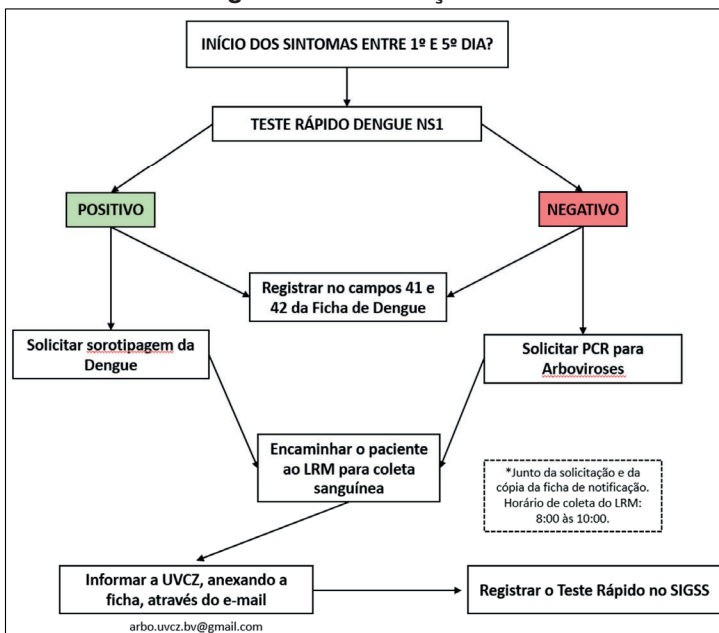 INÍCIO DOS SINTOMAS ENTRE 1º E 5º DIA?
TESTE RÁPIDO DENGUE NS1
POSITIVO
NEGATIVO
Registrar no campos 41 e
42 da Ficha de Dengue
Solicitar sorotipagem da
Dengue
Solicitar PCR para
Arboviroses
Encaminhar o paciente
ao LRM para coleta
sanguínea
*Junto da solicitação e da
cópia da ficha de notificação.
Horário de coleta do LRM:
8:00 às 10:00.
Informar a UVCZ, anexando a
ficha, através do e-mail
Registrar o Teste Rápido no SIGSS
arbo.uvcz.bv@gmail.com